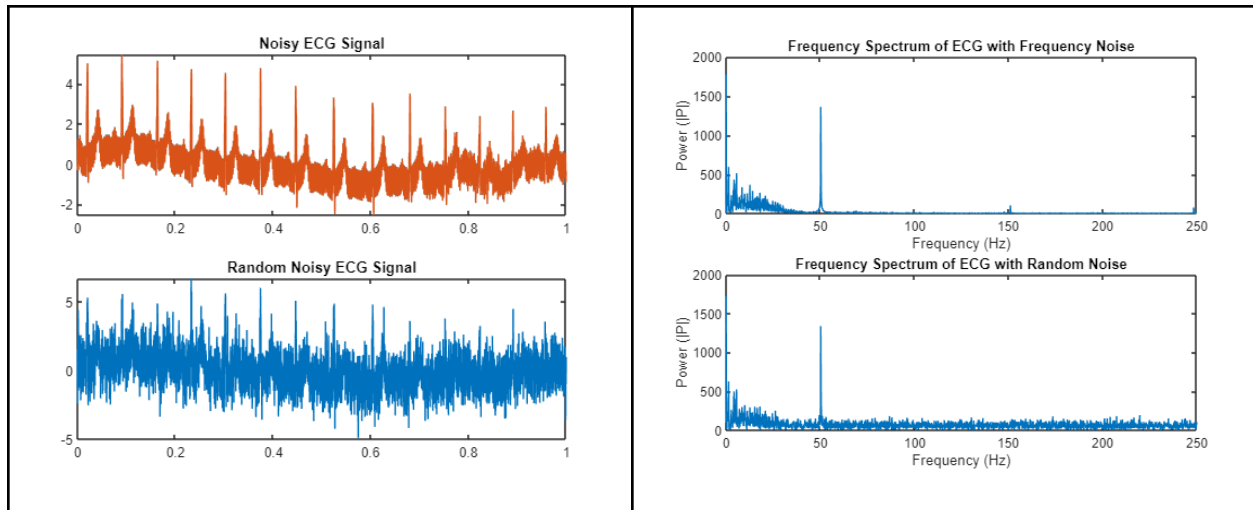 Noisy ECG Signal
4
2
0
-2
0 0.2 0.4 0.6 0.8 1
Random Noisy ECG Signal
5
0
-5
0 0.2 0.4 0.6 0.8 1
Frequency Spectrum of ECG with Frequency Noise
2000
1500
1000
500
0
Power (|P|)
0 50 100 150 200 250
Frequency (Hz)
Frequency Spectrum of ECG with Random Noise
2000
1500
1000
500
0
Power (|P|)
0 50 100 150 200 250
Frequency (Hz)